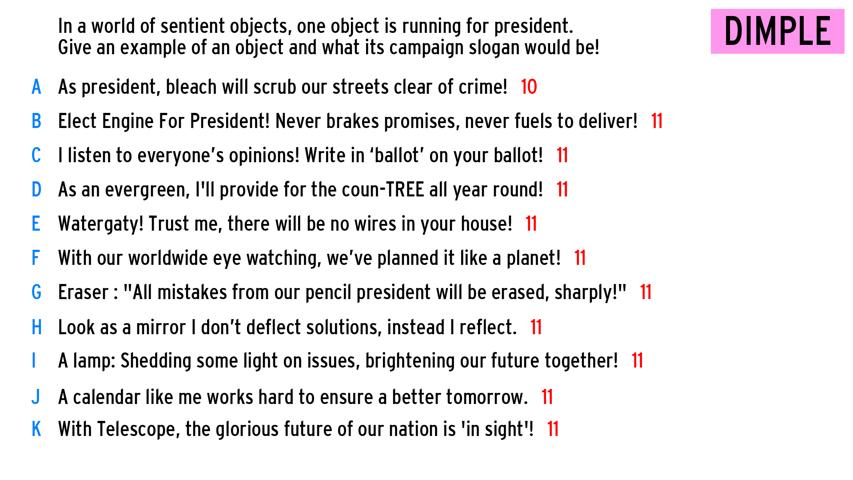 In a world of sentient objects, one object is running for president.
Give an example of an object and what its campaign slogan would be!
DIMPLE
A As president, bleach will scrub our streets clear of crime! 10
B Elect Engine For President! Never brakes promises, never fuels to deliver! 11
C I listen to everyone's opinions! Write in ‘ballot’ on your ballot! 11
D As an evergreen, I'll provide for the coun-TREE all year round! 11
E Watergaty! Trust me, there will be no wires in your house! 11
F With our worldwide eye watching, we’ve planned it like a planet! 11
G Eraser : "All mistakes from our pencil president will be erased, sharply!" 11
H Look as a mirror I don’t deflect solutions, instead I reflect. 11
I A lamp: Shedding some light on issues, brightening our future together! 11
J A calendar like me works hard to ensure a better tomorrow. 11
K With Telescope, the glorious future of our nation is 'in sight'! 11